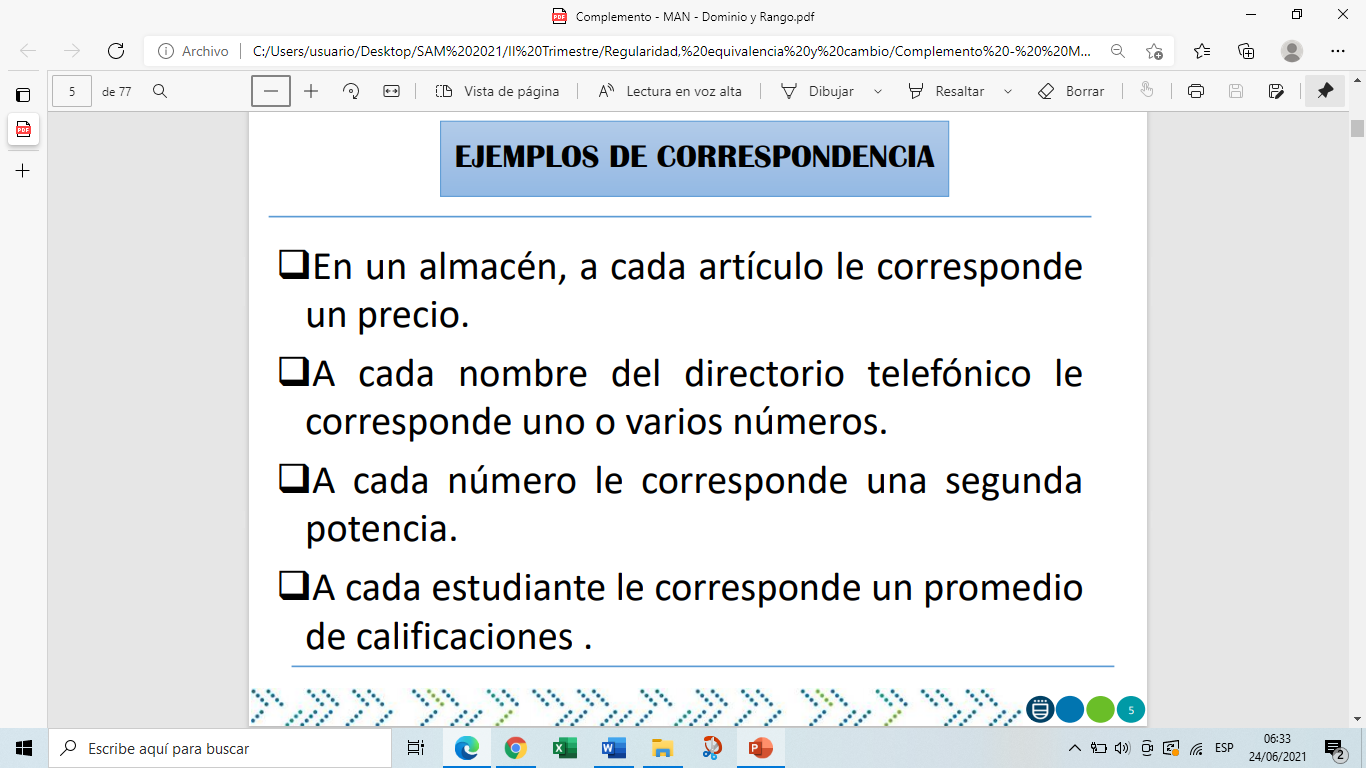 Complemento - MAN - Dominio y Rango.pdf
Archivo
C:/Users/usuario/Desktop/SAM%202021/II%20Trimestre/Regularidad,%20equivalencia%20y%20cambio/Complemento%20-%20%20M...
5 de 77
Vista de página
Lectura en voz alta
Dibujar
Resaltar
Borrar
EJEMPLOS DE CORRESPONDENCIA
En un almacén, a cada artículo le corresponde
un precio.
A cada nombre del directorio telefónico le
corresponde uno o varios números.
A cada número le corresponde una segunda
potencia.
A cada estudiante le corresponde un promedio
de calificaciones .
5
Escribe aquí para buscar
ESP
06:33
24/06/2021
2